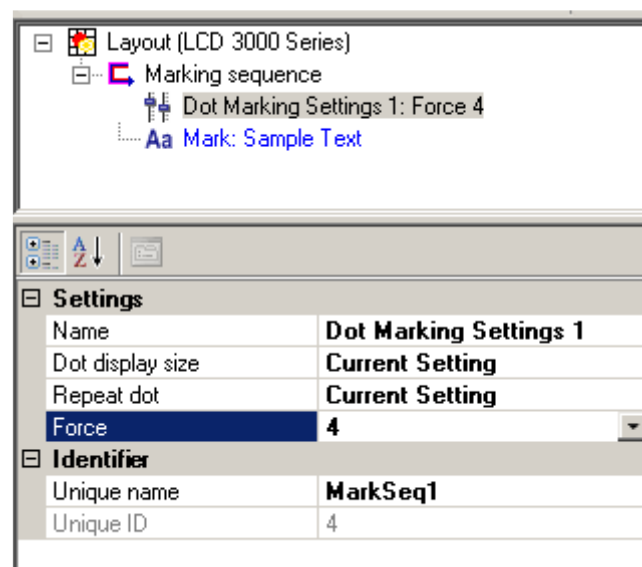 Layout (LCD 3000 Series)
Marking sequence
Dot Marking Settings 1: Force 4
Aa Mark: Sample Text
A
Z
Settings
Name Dot Marking Settings 1
Dot display size Current Setting
Repeat dot Current Setting
Force 4
Identifier
Unique name MarkSeq1
Unique ID 4